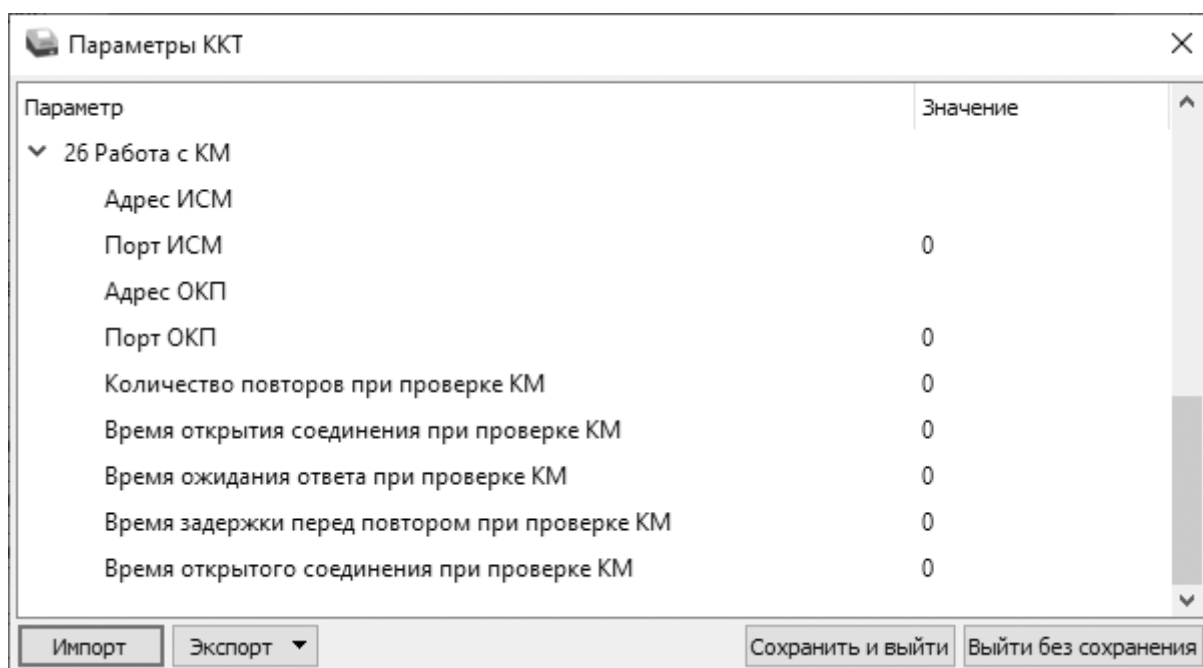 Параметры ККТ
Параметр Значение
26 Работа с КМ
Адрес ИСМ
Порт ИСМ 0
Адрес ОКП
Порт ОКП 0
Количество повторов при проверке КМ 0
Время открытия соединения при проверке КМ 0
Время ожидания ответа при проверке КМ 0
Время задержки перед повтором при проверке КМ 0
Время открытого соединения при проверке КМ 0
Импорт Экспорт Сохранить и выйти Выйти без сохранения